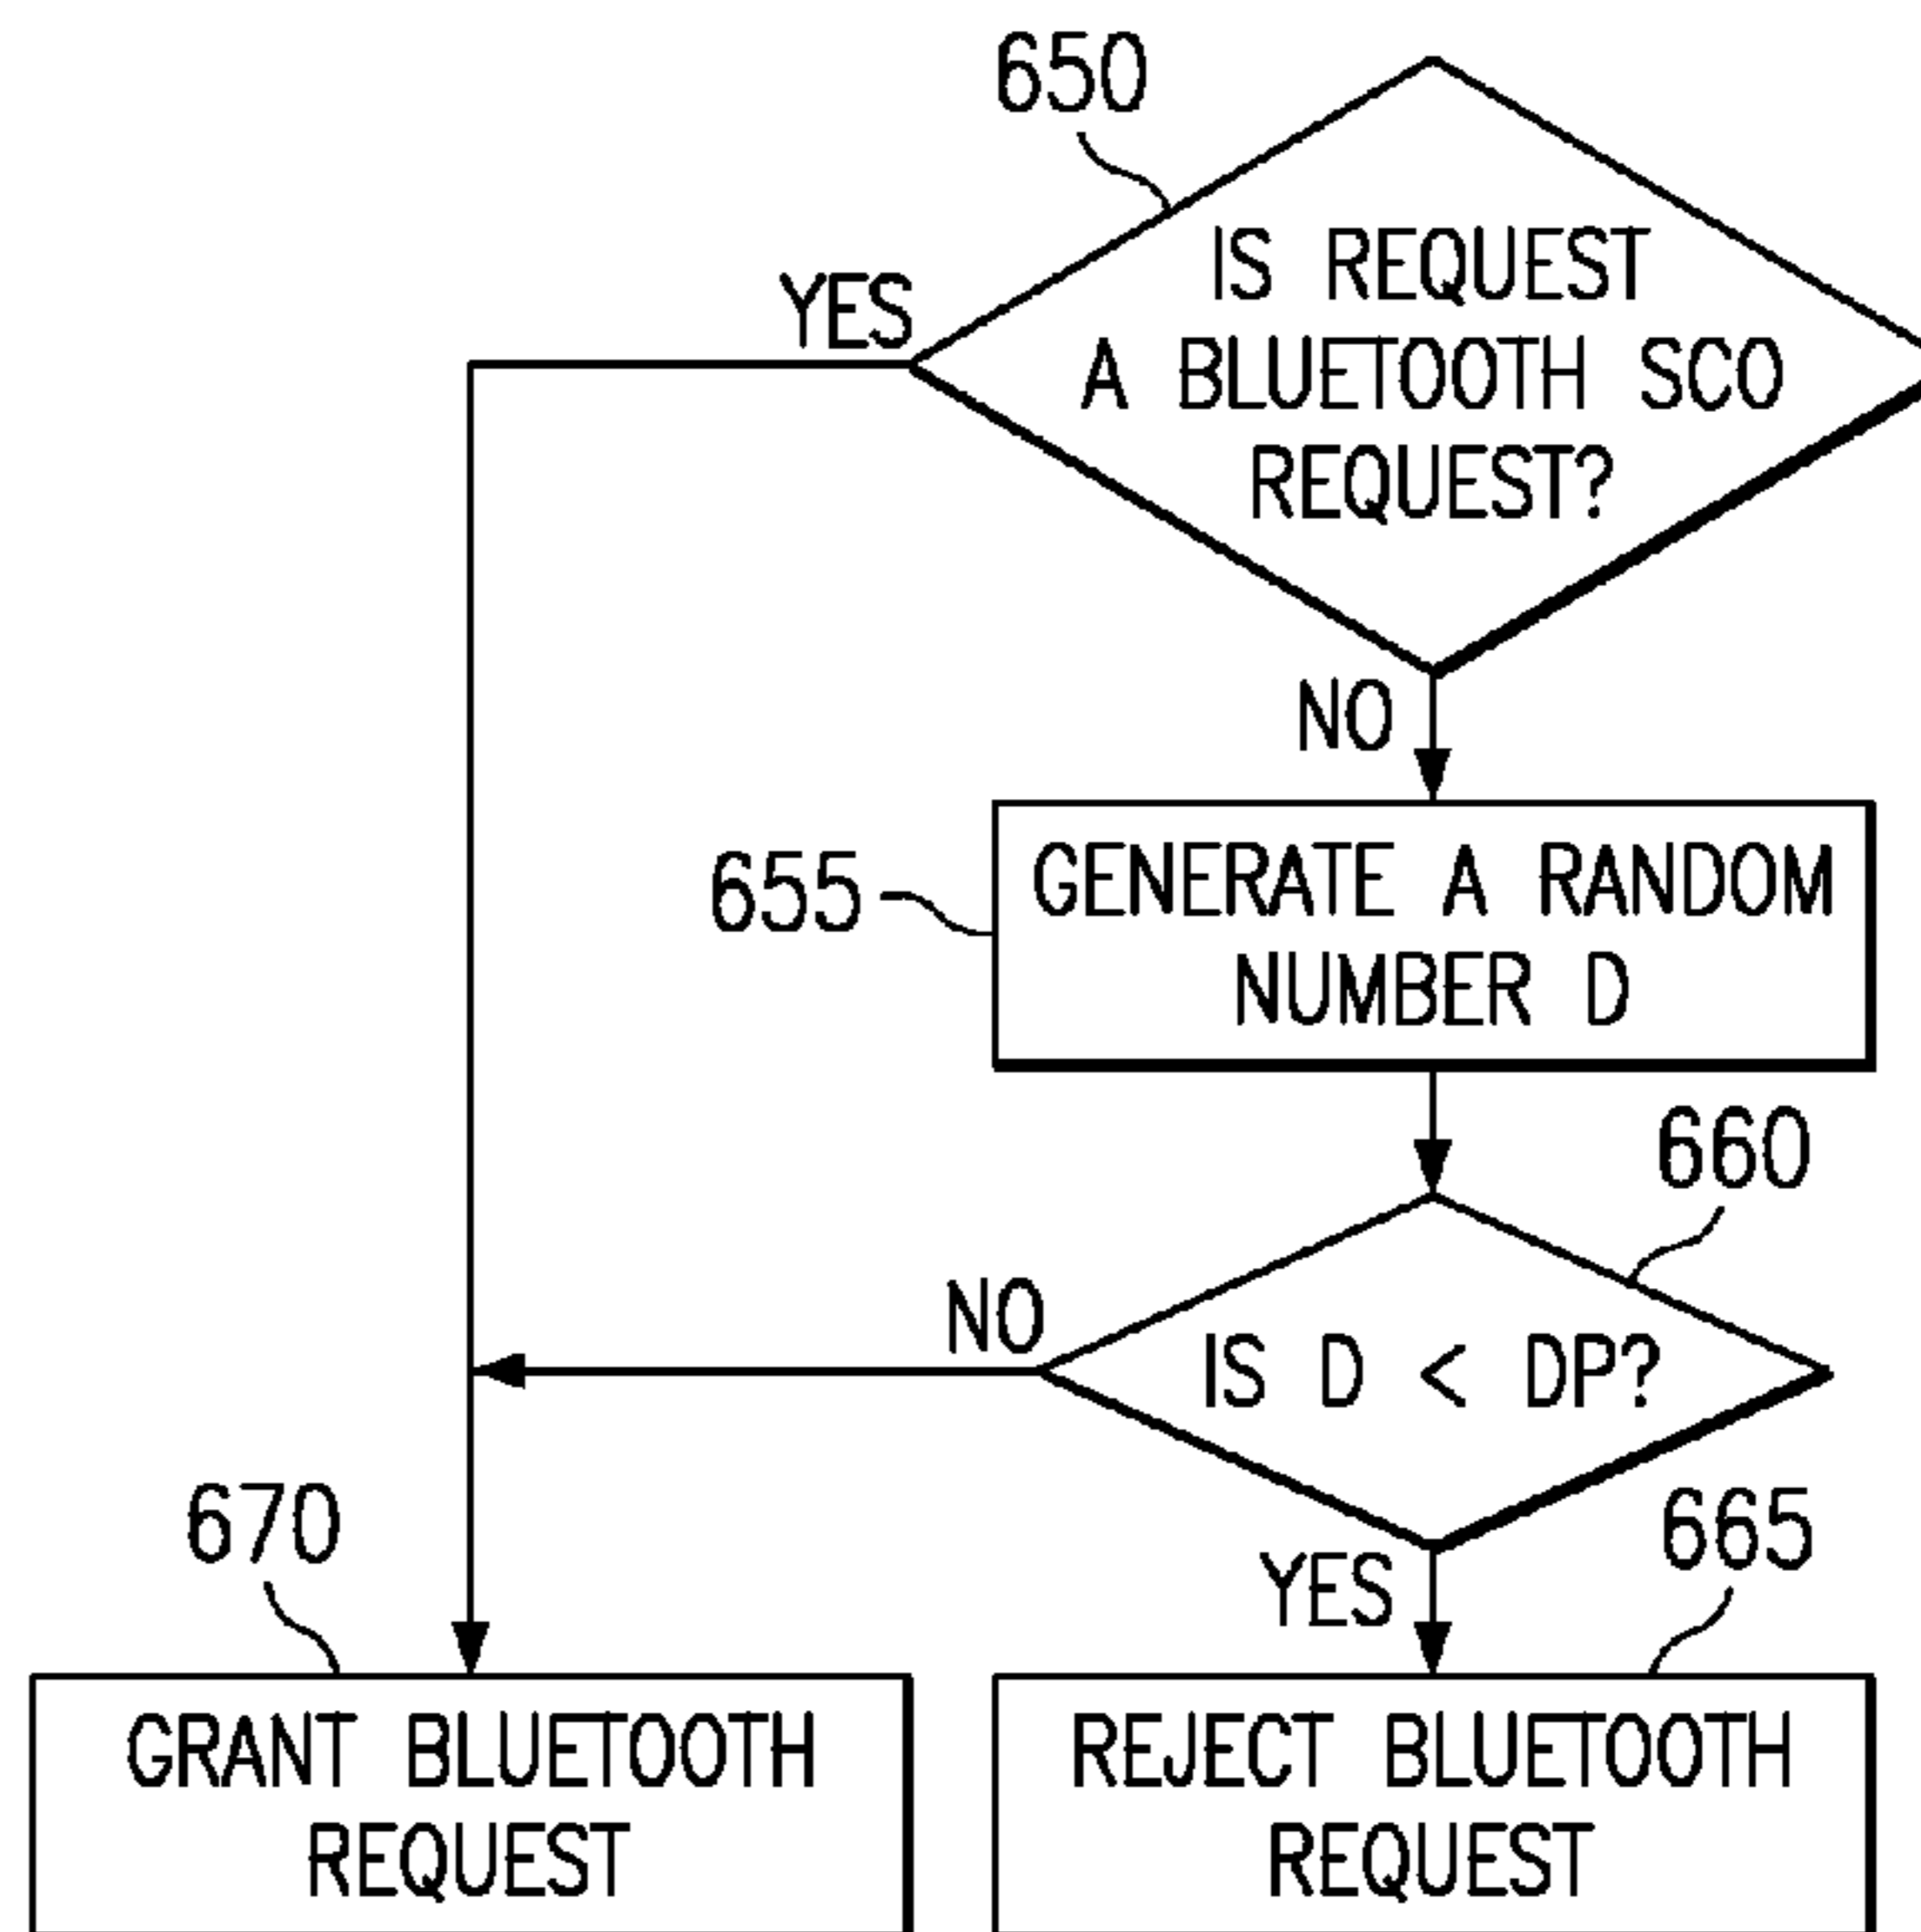 650
IS REQUEST
A BLUETOOTH SCO
REQUEST?
YES
NO
655
GENERATE A RANDOM
NUMBER D
660
IS D < DP?
NO
YES
670
665
GRANT BLUETOOTH
REQUEST
REJECT BLUETOOTH
REQUEST